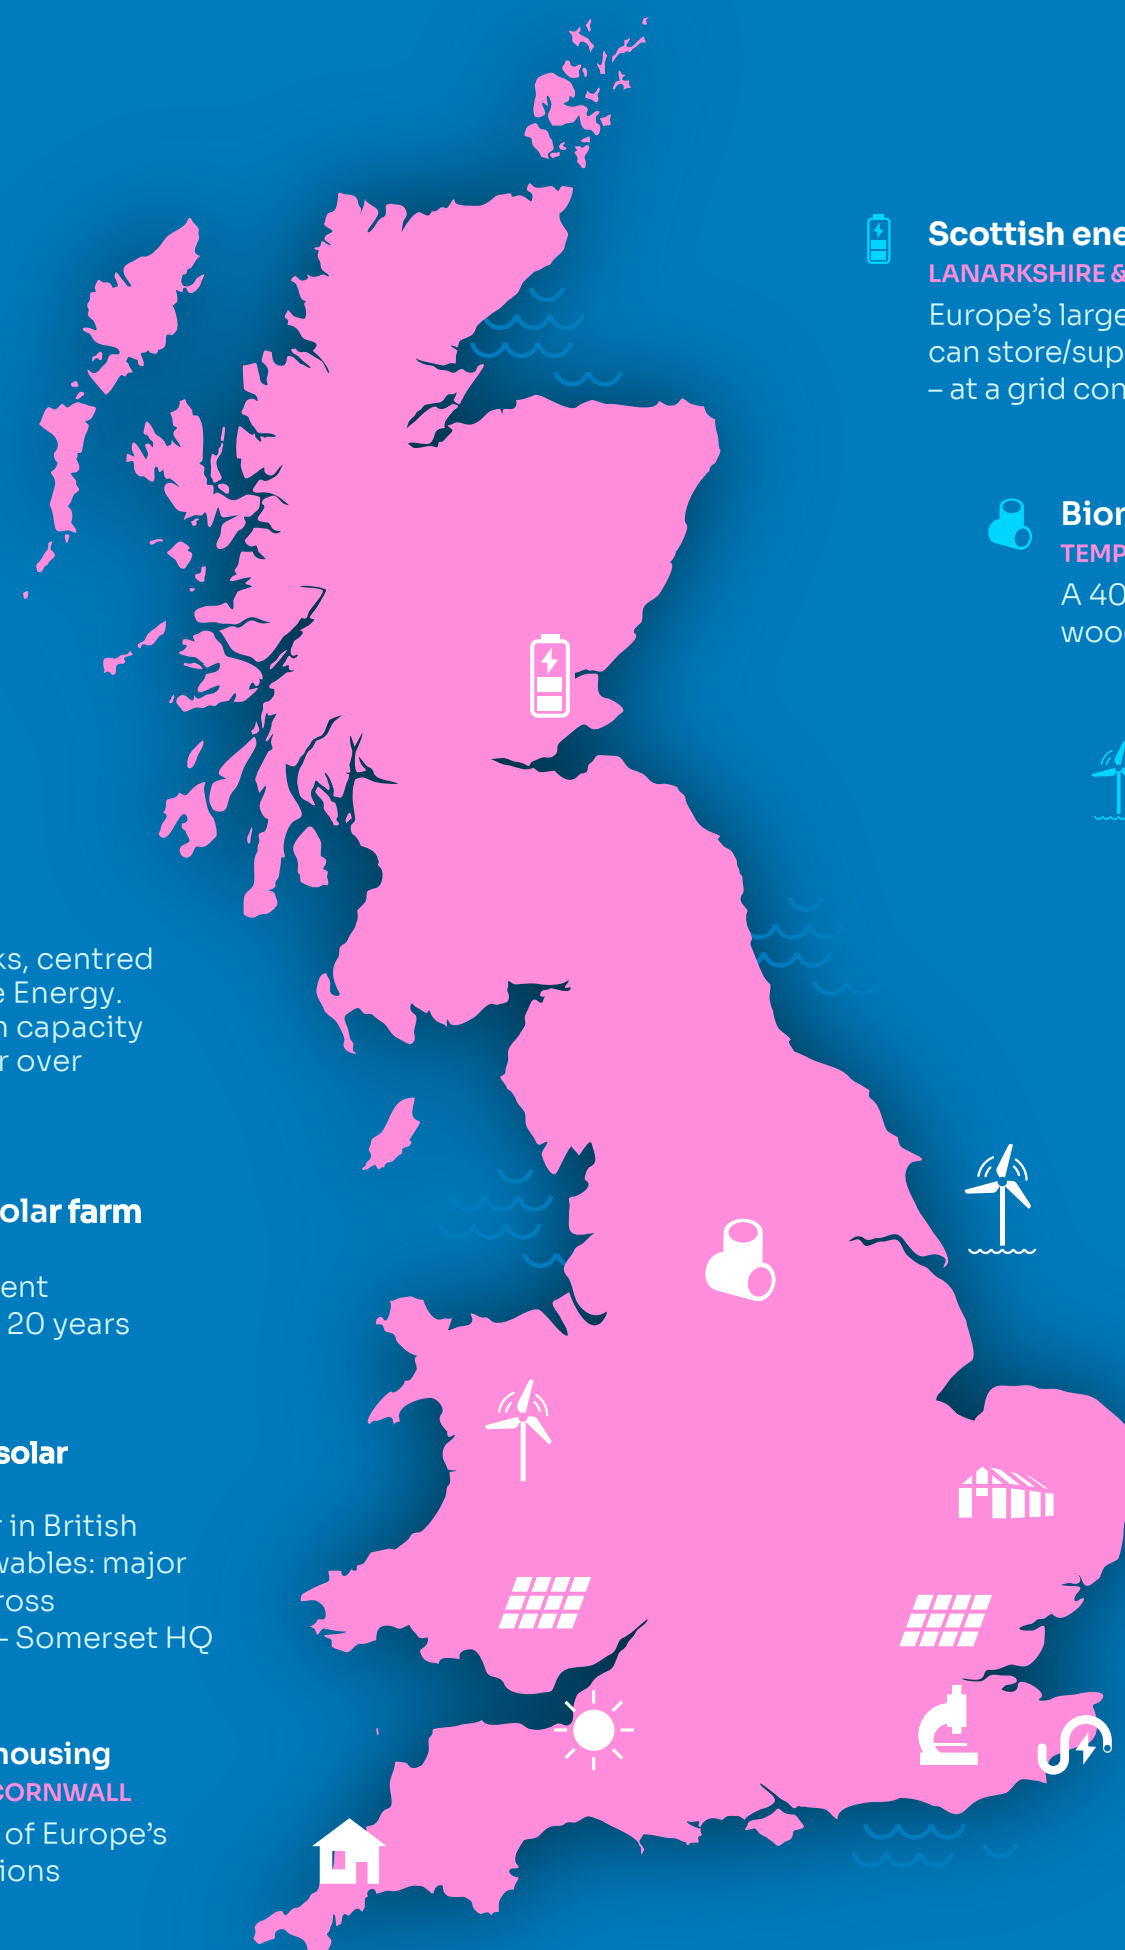 Scottish ene
LANARKSHIRE &
Europe's large
can store/sup
– at a grid con
Bior
TEMP
A 40
woo
ks, centred
e Energy.
n capacity
r over
olar farm
ent
20 years
solar
r in British
wables: major
ross
– Somerset HQ
housing
CORNWALL
of Europe's
ions